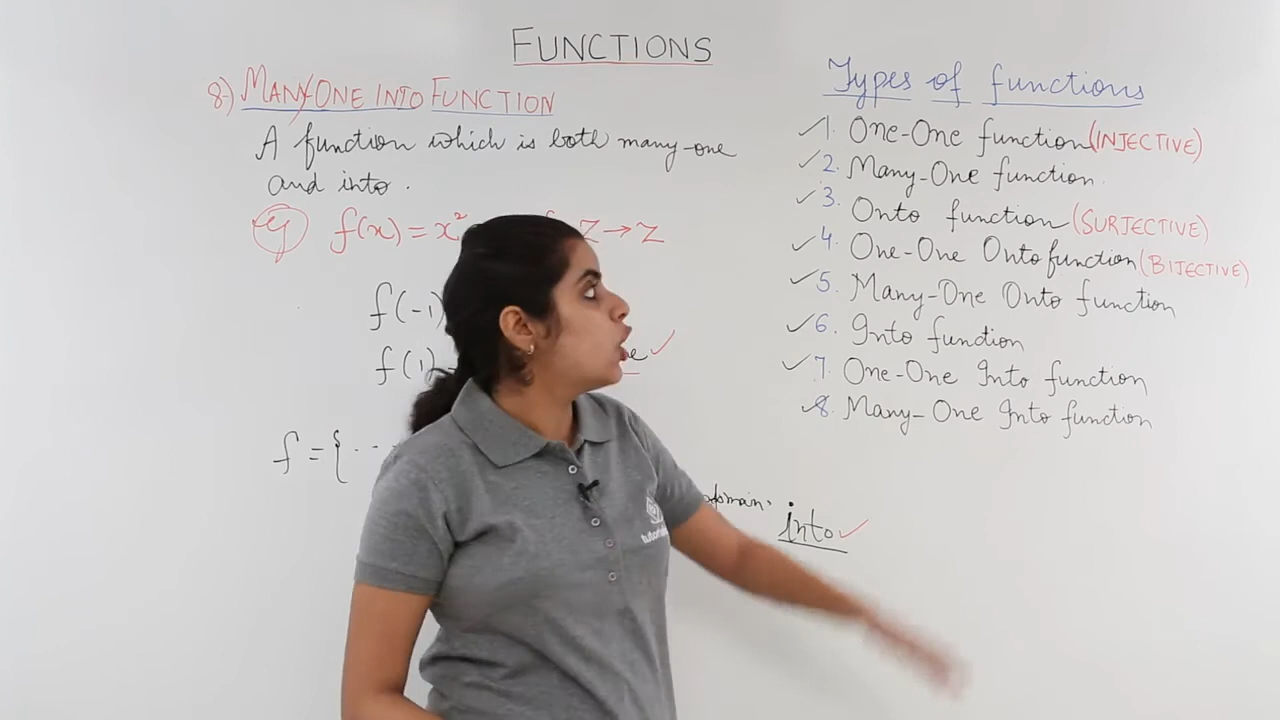 FUNCTIONS
8) MANY ONE INTO FUNCTION
A function which is both many-one
and into.
eg f(x) = x² Z → Z
f(-1)
f(1)
f = { ...
into
Types of functions
1. One-One function (INJECTIVE)
2. Many-One function.
3. Onto function (SURJECTIVE)
4. One-One Onto function (BIJECTIVE)
5. Many-One Onto function
6. Into function
7. One-One Into function
8. Many-One Into function